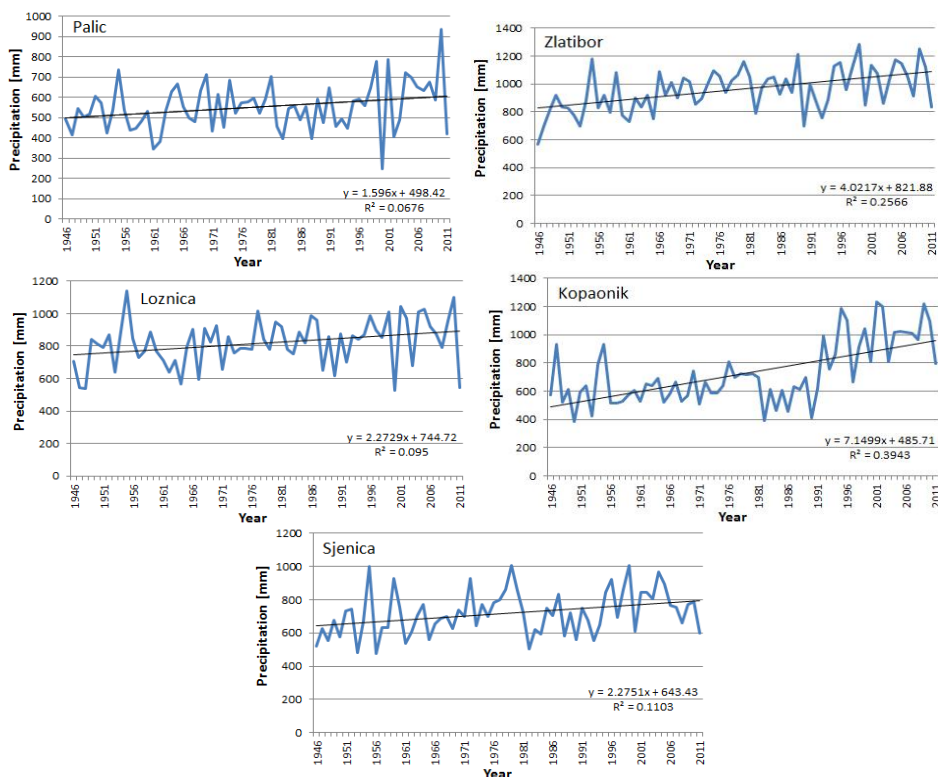 Palic
Precipitation [mm]
1000
900
800
700
600
500
400
300
200
100
0
y = 1.596x + 498.42
R² = 0.0676
1946 1951 1956 1961 1966 1971 1976 1981 1986 1991 1996 2001 2006 2011
Year
Zlatibor
Precipitation [mm]
1400
1200
1000
800
600
400
200
0
y = 4.0217x + 821.88
R² = 0.2566
1946 1951 1956 1961 1966 1971 1976 1981 1986 1991 1996 2001 2006 2011
Year
Loznica
Precipitation [mm]
1200
1000
800
600
400
200
0
y = 2.2729x + 744.72
R² = 0.095
1946 1951 1956 1961 1966 1971 1976 1981 1986 1991 1996 2001 2006 2011
Year
Kopaonik
Precipitation [mm]
1400
1200
1000
800
600
400
200
0
y = 7.1499x + 485.71
R² = 0.3943
1946 1951 1956 1961 1966 1971 1976 1981 1986 1991 1996 2001 2006 2011
Year
Sjenica
Precipitation [mm]
1200
1000
800
600
400
200
0
y = 2.2751x + 643.43
R² = 0.1103
1946 1951 1956 1961 1966 1971 1976 1981 1986 1991 1996 2001 2006 2011
Year